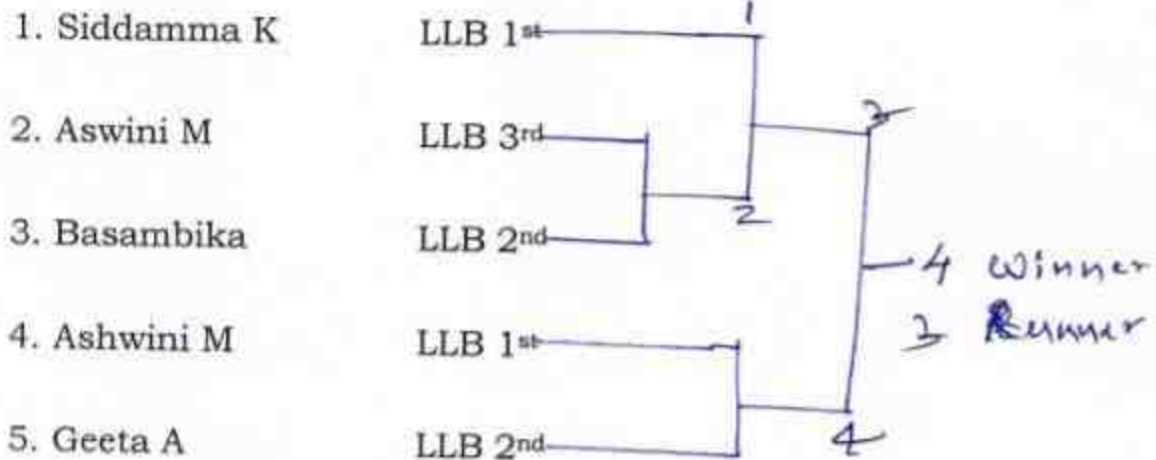 1
1. Siddamma K LLB 1st
2. Aswini M LLB 3rd
2
3. Basambika LLB 2nd
4 Winner
3 Runner
4. Ashwini M LLB 1st
4
5. Geeta A LLB 2nd